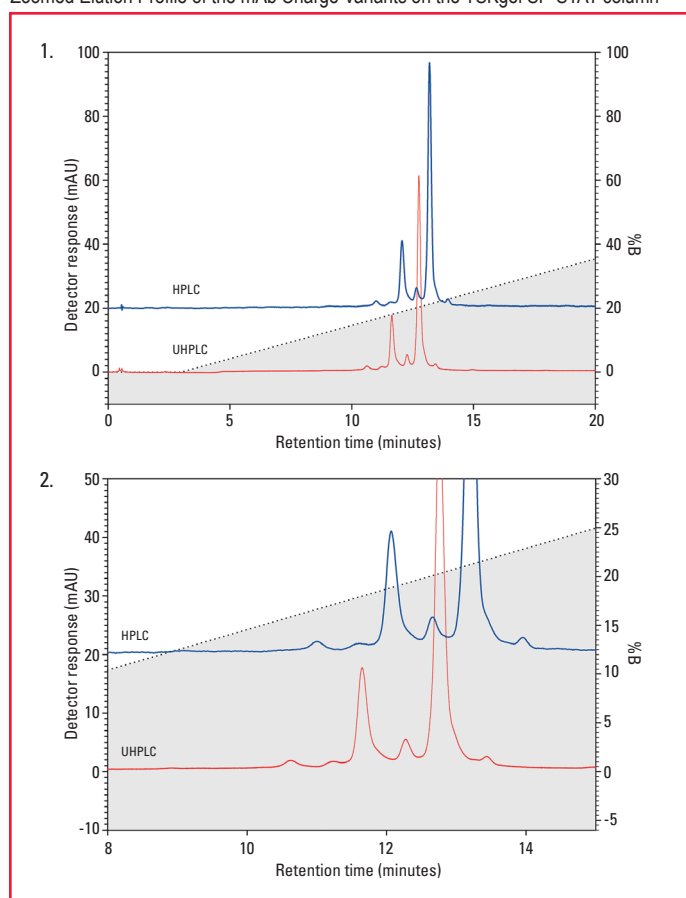 Zoomed Elution Profile of the mAb Charge Variants on the TSKgel SP-STAT column
1.
100
80
60
40
20
0
Detector response (mAU)
HPLC
UHPLC
100
80
60
40
20
0
%B
0 5 10 15 20
Retention time (minutes)
2.
50
40
30
20
10
0
-10
Detector response (mAU)
HPLC
UHPLC
30
25
20
15
10
5
0
-5
%B
8 10 12 14
Retention time (minutes)